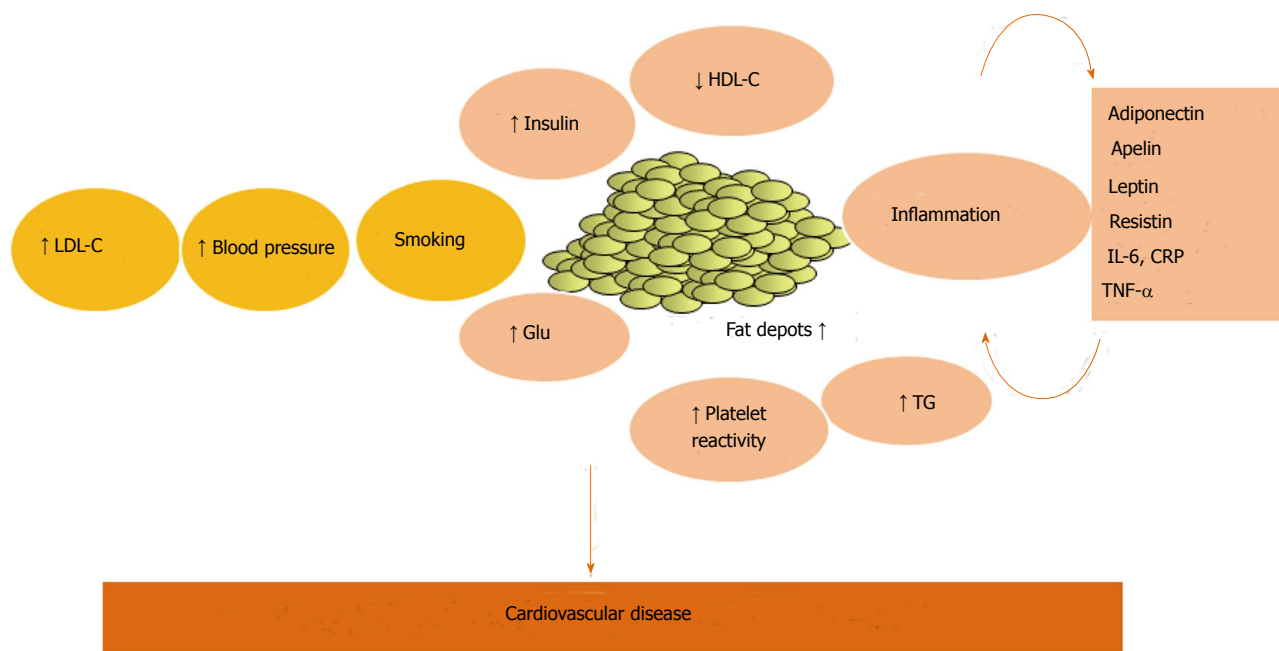 ↓ HDL-C
↑ Insulin
Adiponectin
Apelin
Leptin
Resistin
IL-6, CRP
TNF-α
Inflammation
Smoking
↑ Blood pressure
↑ LDL-C
↑ Glu
Fat depots ↑
↑ TG
↑ Platelet
reactivity
Cardiovascular disease